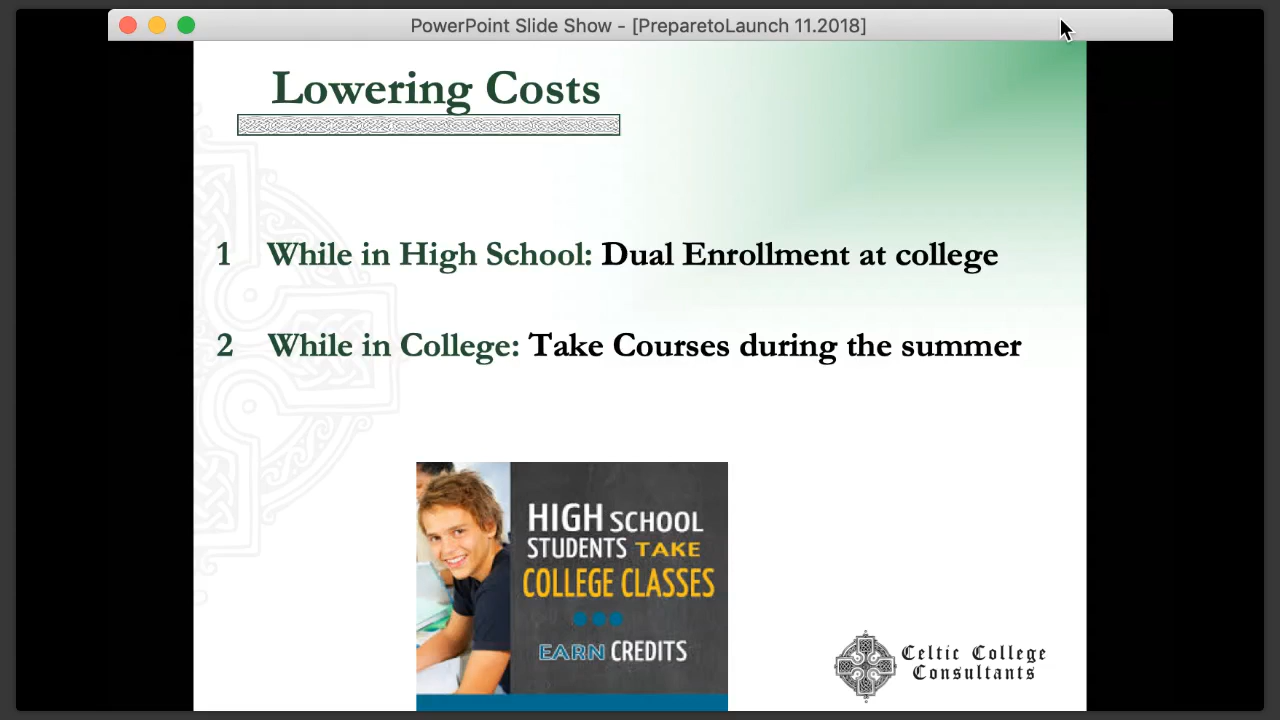 PowerPoint Slide Show - [PreparetoLaunch 11.2018]
Lowering Costs
1 While in High School: Dual Enrollment at college
2 While in College: Take Courses during the summer
HIGH SCHOOL
STUDENTS TAKE
COLLEGE CLASSES
EARN CREDITS
Celtic College
Consultants